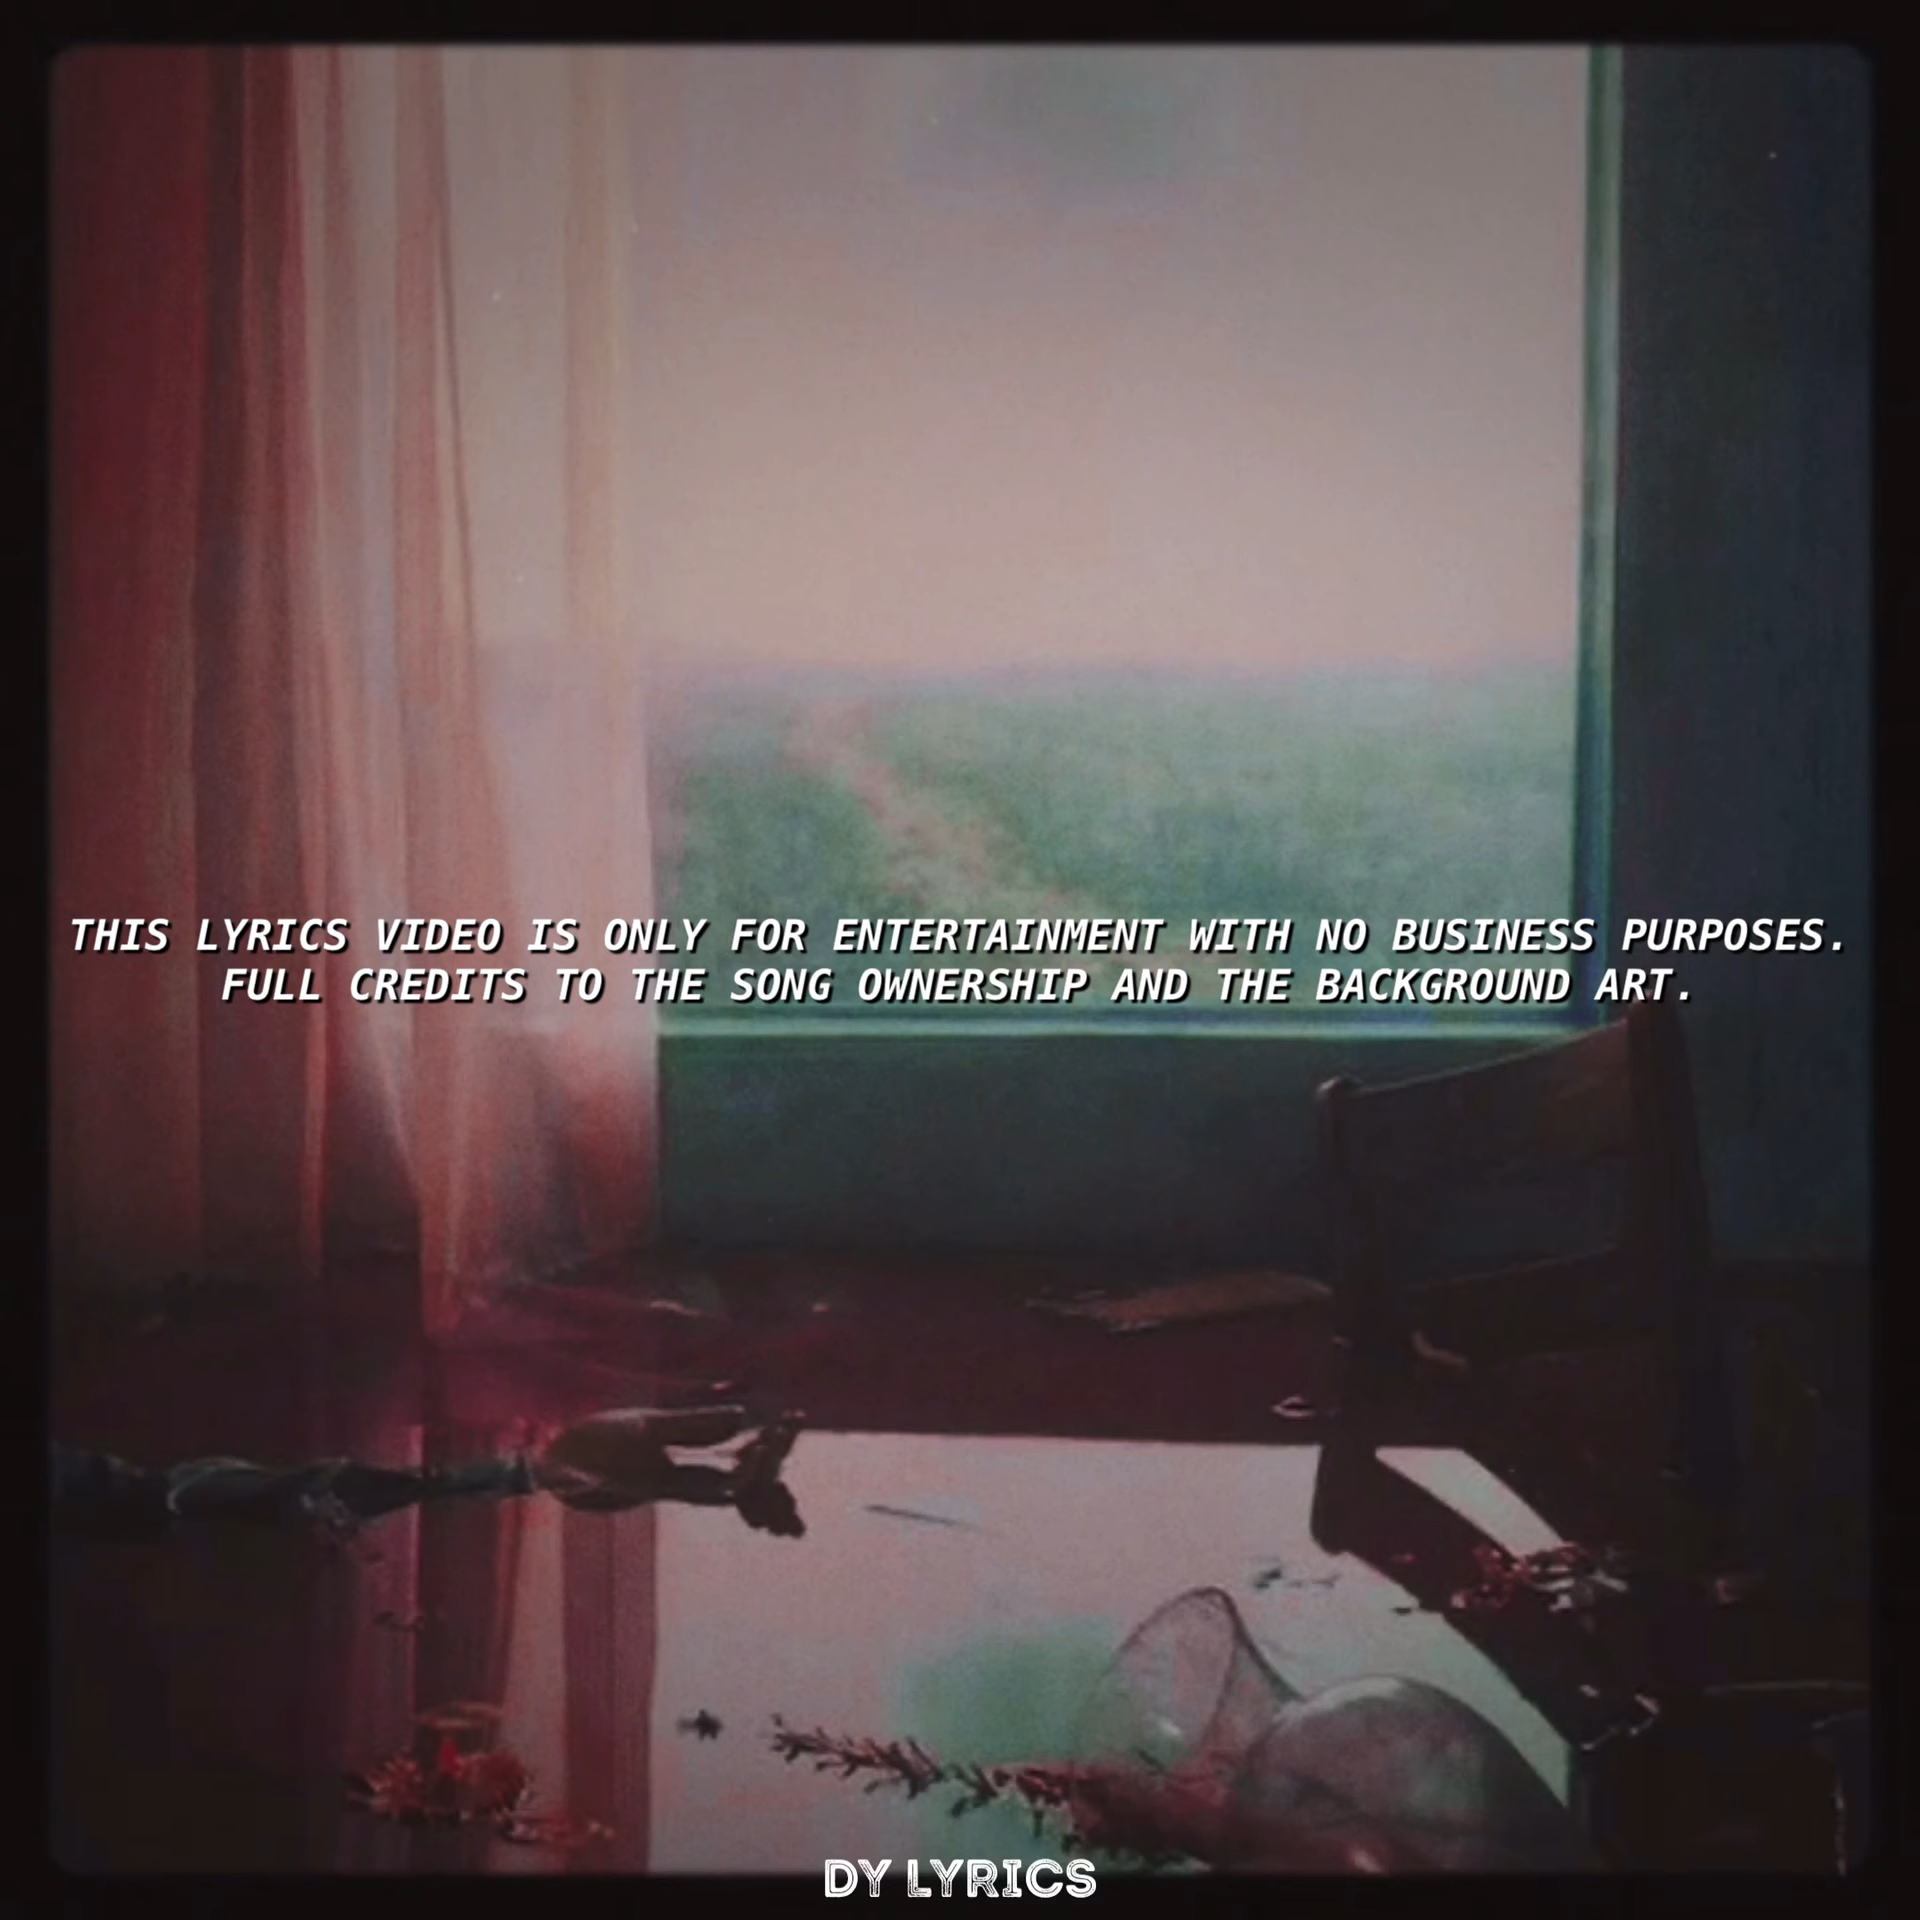 THIS LYRICS VIDEO IS ONLY FOR ENTERTAINMENT WITH NO BUSINESS PURPOSES.
FULL CREDITS TO THE SONG OWNERSHIP AND THE BACKGROUND ART.
DY LYRICS